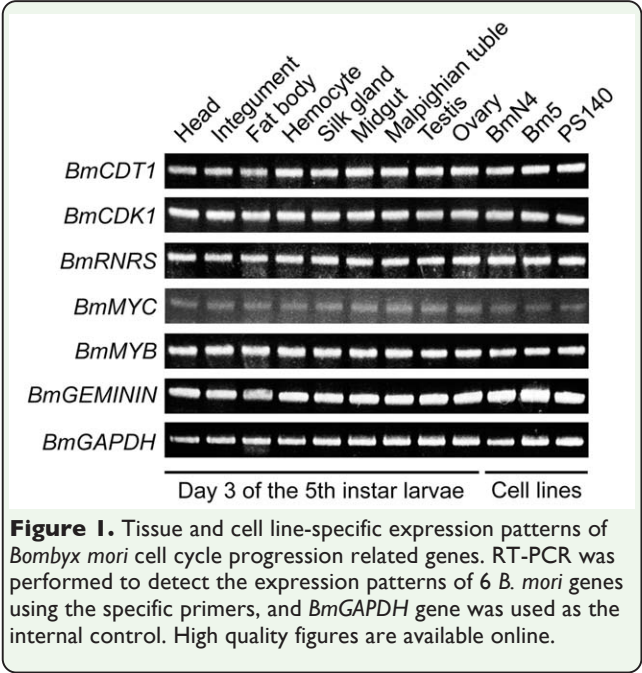 Head Integument Fat body Hemocyte Silk gland Midgut Malpighian tuble Testis Ovary BmN4 Bm5 PS140
BmCDT1
BmCDK1
BmRNRS
BmMYC
BmMYB
BmGEMININ
BmGAPDH
Day 3 of the 5th instar larvae Cell lines
Figure 1. Tissue and cell line-specific expression patterns of
Bombyx mori cell cycle progression related genes. RT-PCR was
performed to detect the expression patterns of 6 B. mori genes
using the specific primers, and BmGAPDH gene was used as the
internal control. High quality figures are available online.